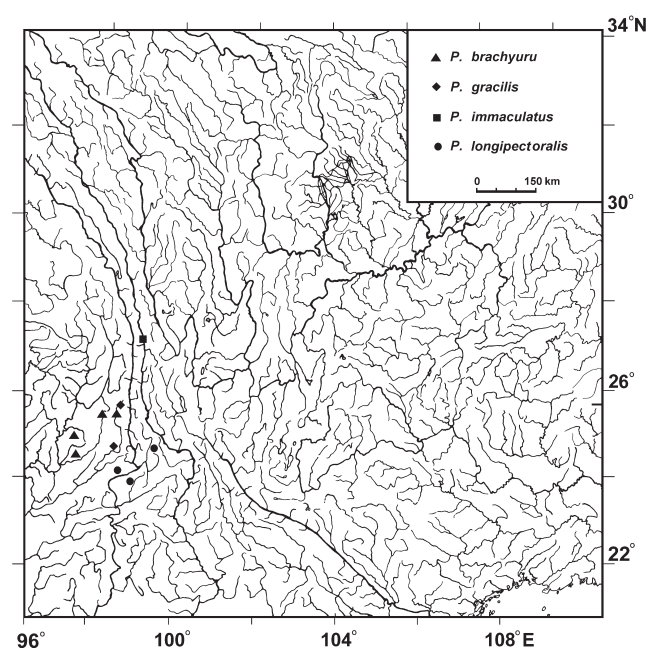 34°N
P. brachyuru
P. gracilis
P. immaculatus
P. longipectoralis
0 150 km
30°
26°
22°
96° 100° 104° 108°E